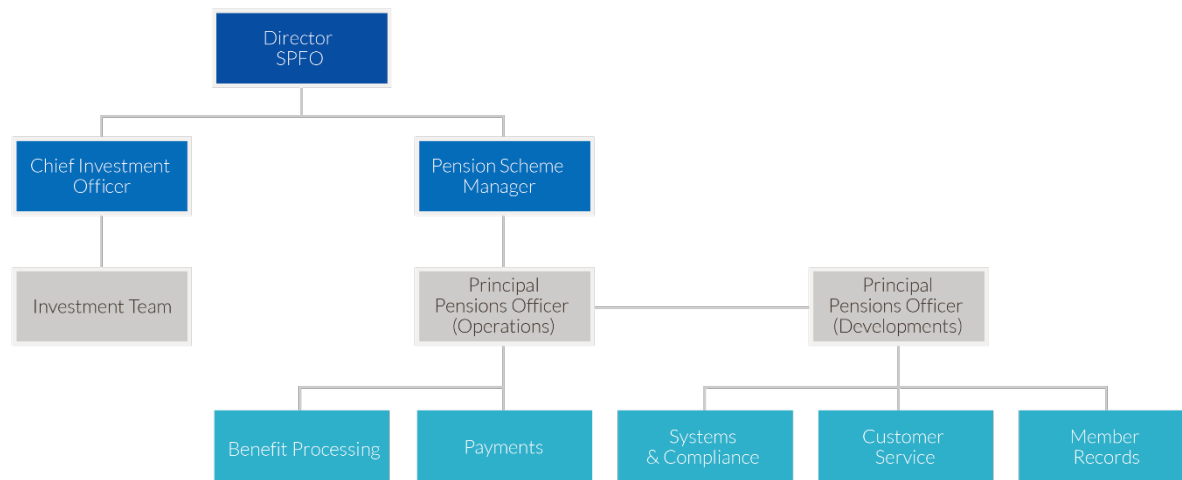 Director
SPFO
Chief Investment
Officer
Pension Scheme
Manager
Investment Team
Principal
Pensions Officer
(Operations)
Principal
Pensions Officer
(Developments)
Benefit Processing
Payments
Systems
& Compliance
Customer
Service
Member
Records